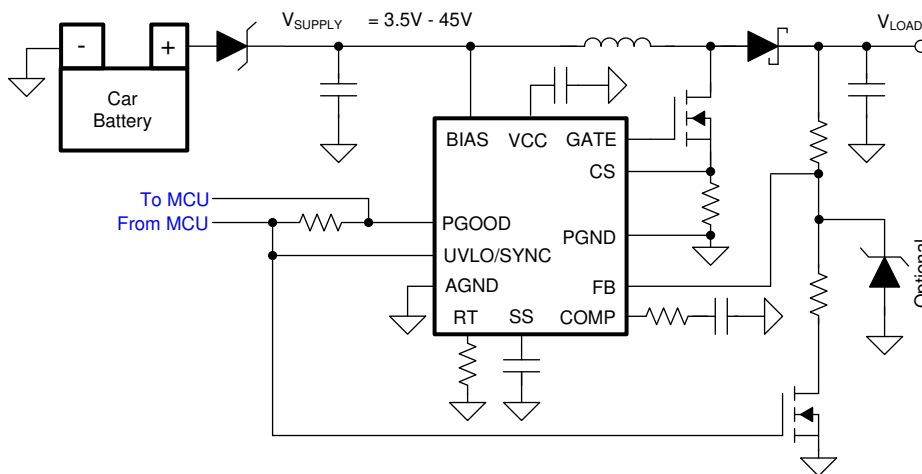 VSUPPLY = 3.5V - 45V
VLOAD
-
+
Car
Battery
BIAS
VCC
GATE
CS
To MCU
From MCU
PGOOD
PGND
UVLO/SYNC
AGND
FB
RT
SS
COMP
Optional